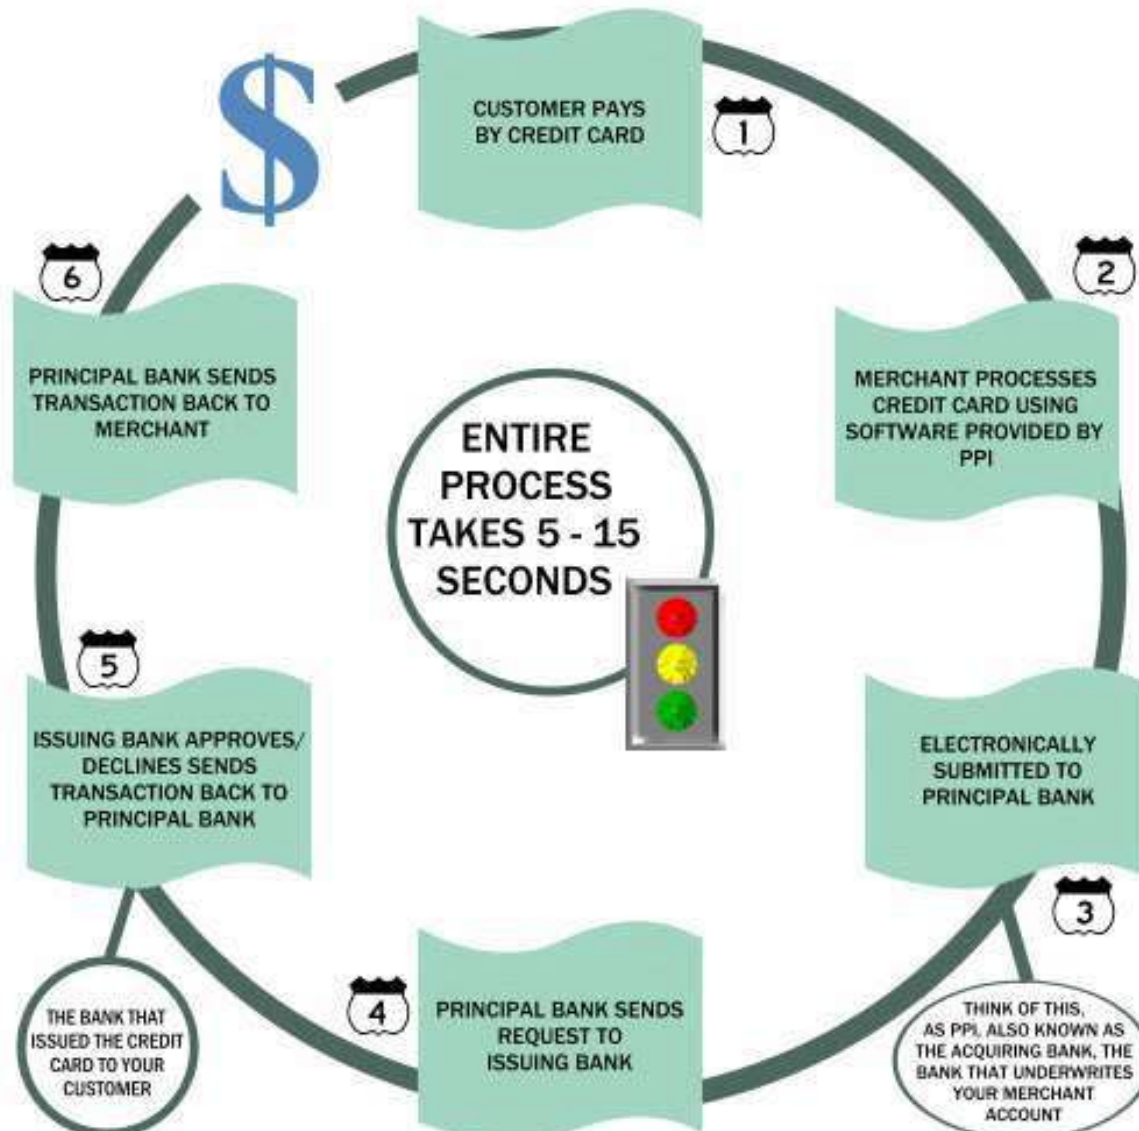 $
CUSTOMER PAYS
BY CREDIT CARD
1
2
MERCHANT PROCESSES
CREDIT CARD USING
SOFTWARE PROVIDED BY
PPI
ELECTRONICALLY
SUBMITTED TO
PRINCIPAL BANK
3
THINK OF THIS,
AS PPI, ALSO KNOWN AS
THE ACQUIRING BANK, THE
BANK THAT UNDERWRITES
YOUR MERCHANT
ACCOUNT
4
PRINCIPAL BANK SENDS
REQUEST TO
ISSUING BANK
5
ISSUING BANK APPROVES/
DECLINES SENDS
TRANSACTION BACK TO
PRINCIPAL BANK
THE BANK THAT
ISSUED THE CREDIT
CARD TO YOUR
CUSTOMER
6
PRINCIPAL BANK SENDS
TRANSACTION BACK TO
MERCHANT
ENTIRE
PROCESS
TAKES 5 - 15
SECONDS